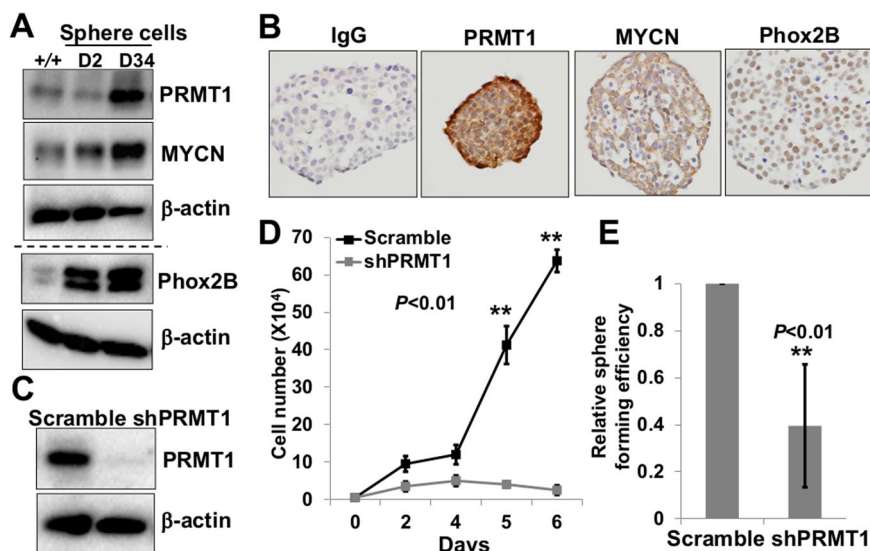 A
Sphere cells
+/+ D2 D34
PRMT1
MYCN
β-actin
Phox2B
β-actin
B
IgG
PRMT1
MYCN
Phox2B
C
Scramble shPRMT1
PRMT1
β-actin
D
Cell number (X10⁴)
70
60
50
40
30
20
10
0
Scramble
shPRMT1
P<0.01
**
**
0 2 4 5 6
Days
E
Relative sphere
forming efficiency
1
0.8
0.6
0.4
0.2
0
P<0.01
**
Scramble shPRMT1